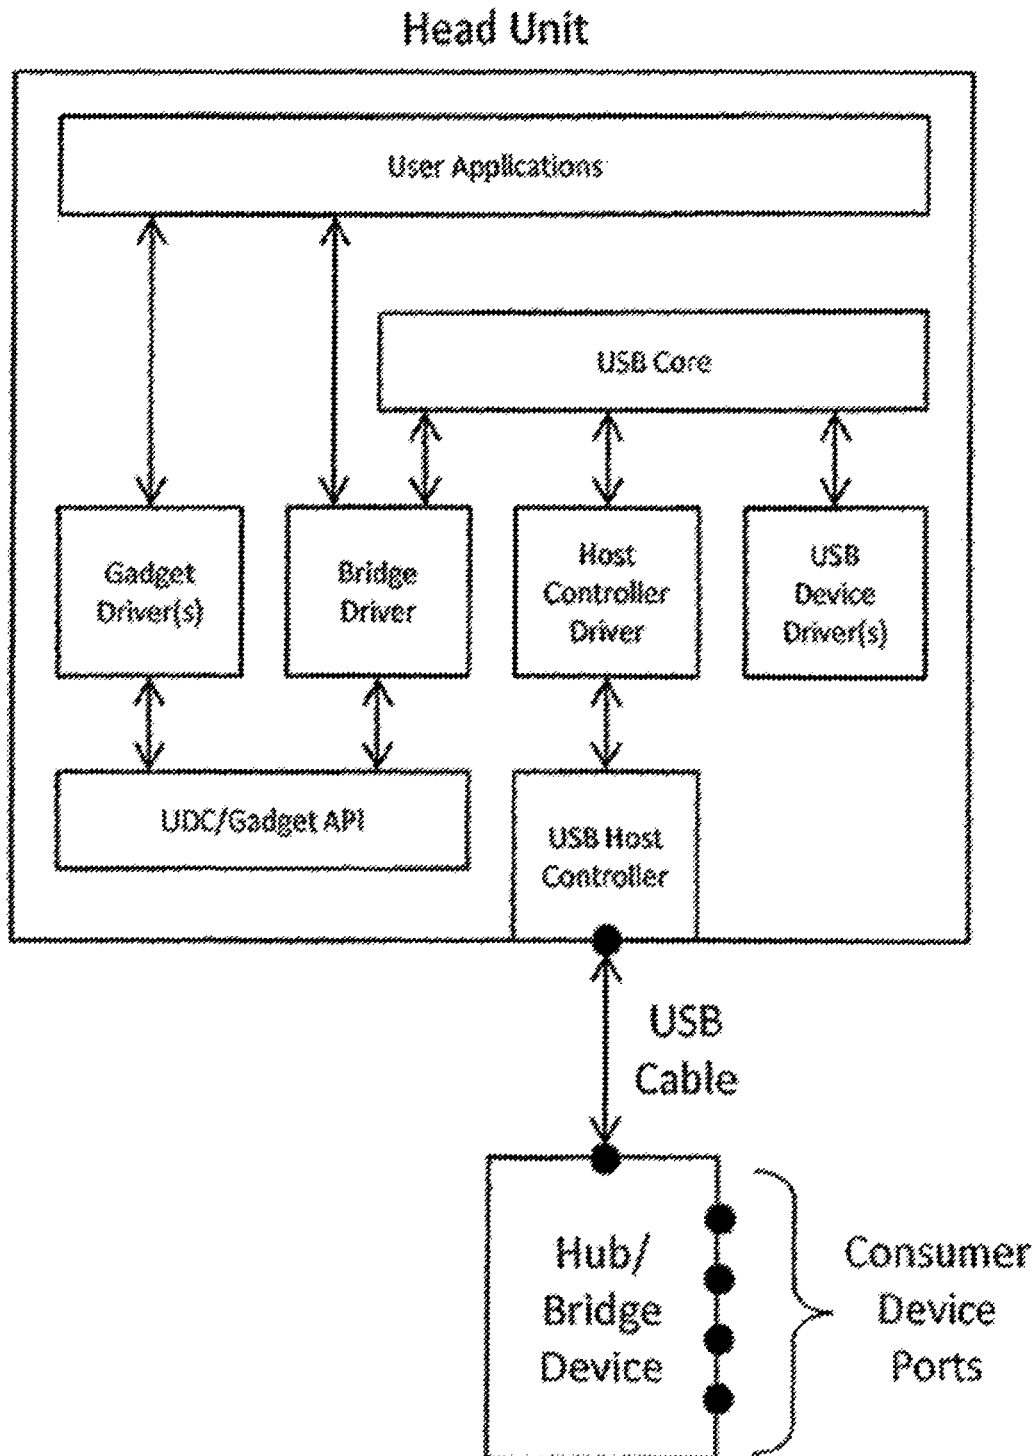 Head Unit
User Applications
USB Core
Gadget
Driver(s)
Bridge
Driver
Host
Controller
Driver
USB
Device
Driver(s)
UDC/Gadget API
USB Host
Controller
USB
Cable
Hub/
Bridge
Device
Consumer
Device
Ports